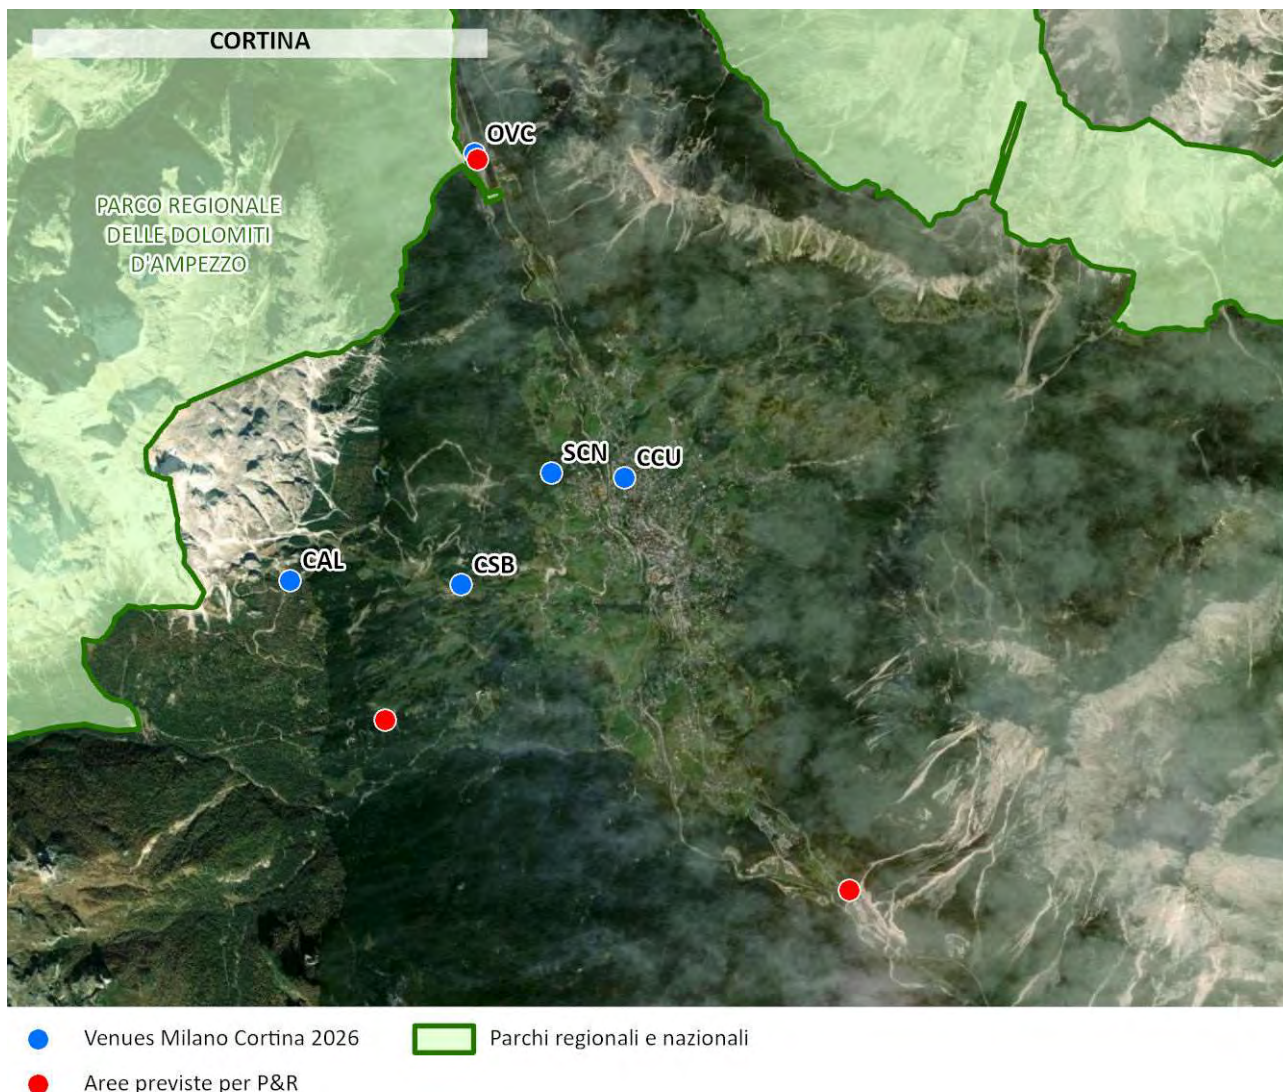 CORTINA
OVC
PARCO REGIONALE
DELLE DOLOMITI
D'AMPEZZO
SCN
CCU
CAL
CSB
Venues Milano Cortina 2026
Parchi regionali e nazionali
Aree previste per P&R